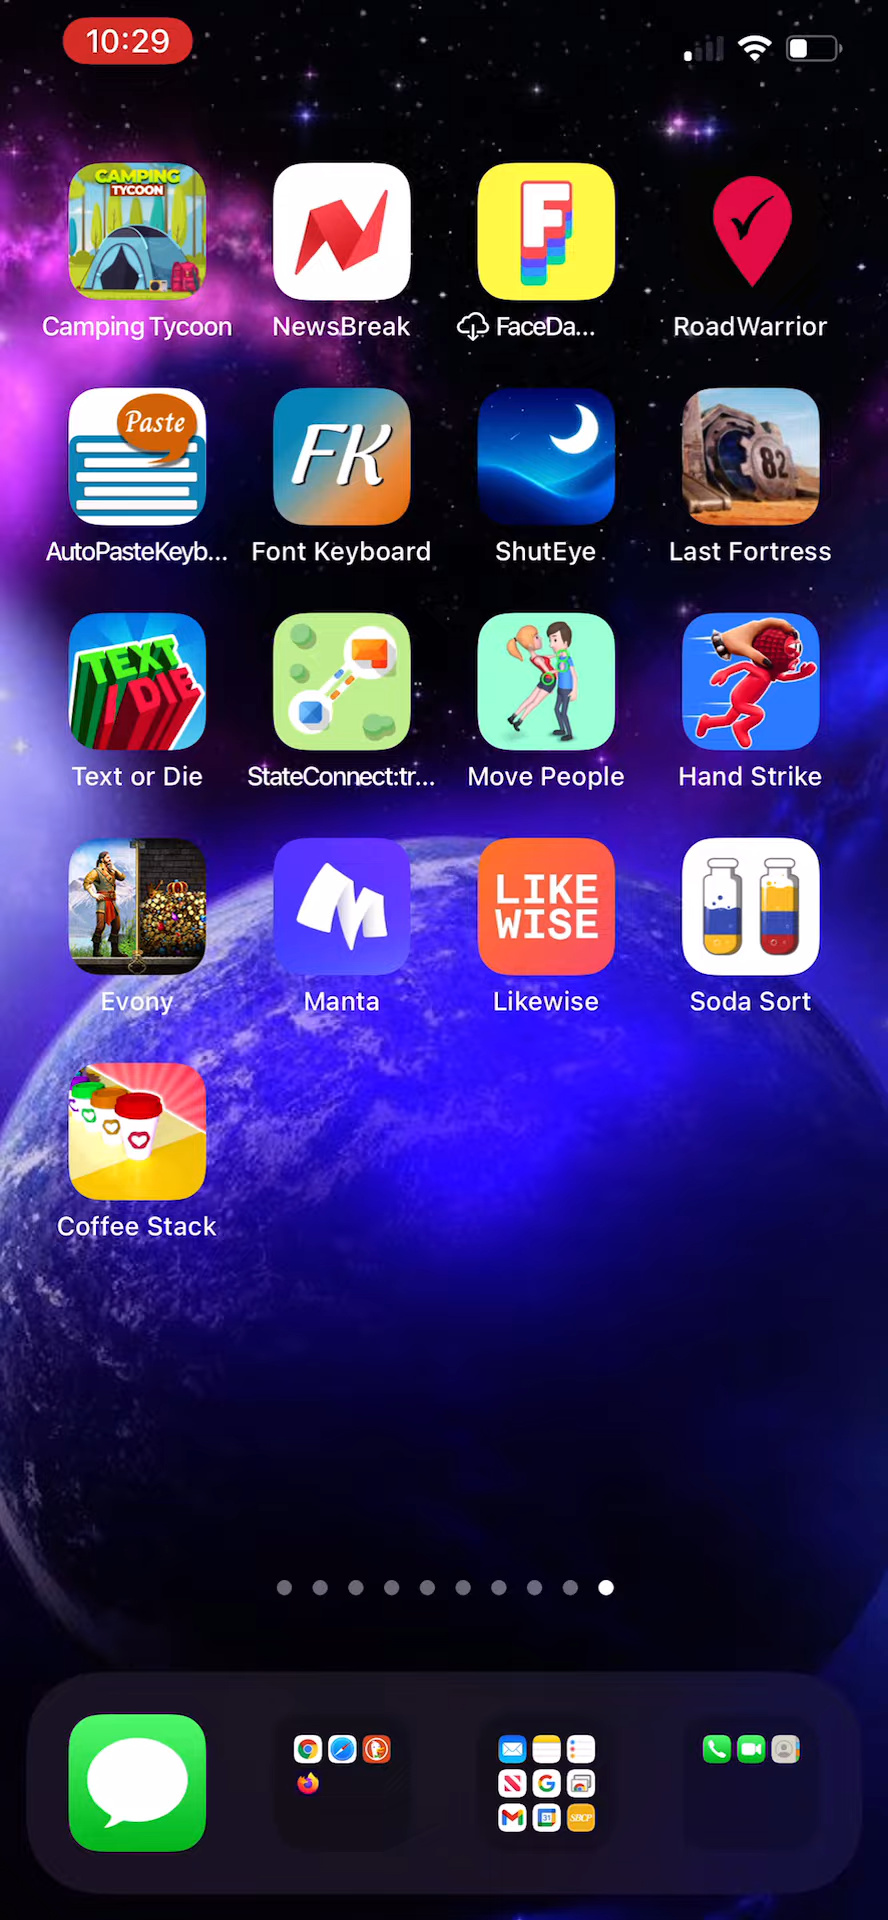 10:29
CAMPING
TYCOON
Camping Tycoon
NewsBreak
F
FaceDa...
RoadWarrior
Paste
AutoPasteKeyb...
FK
Font Keyboard
ShutEye
82
Last Fortress
TEXT
/ DIE
Text or Die
StateConnect:tr...
Move People
Hand Strike
Evony
Manta
LIKE
WISE
Likewise
Soda Sort
Coffee Stack
31
SBCP